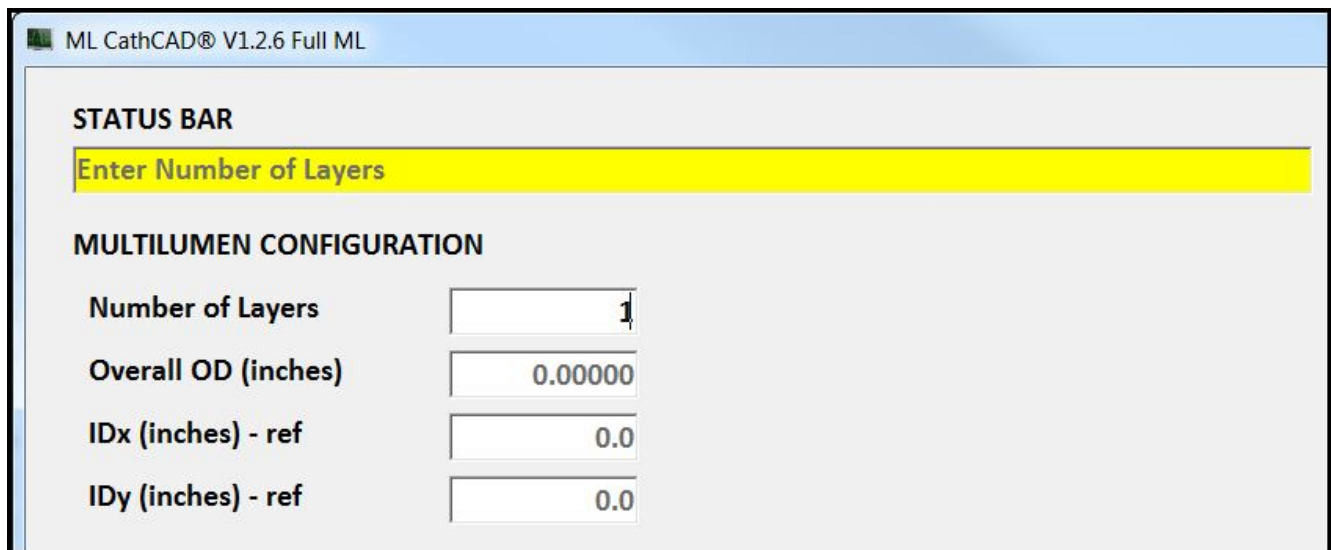 ML CathCAD® V1.2.6 Full ML
STATUS BAR
Enter Number of Layers
MULTILUMEN CONFIGURATION
Number of Layers 1
Overall OD (inches) 0.00000
IDx (inches) - ref 0.0
IDy (inches) - ref 0.0